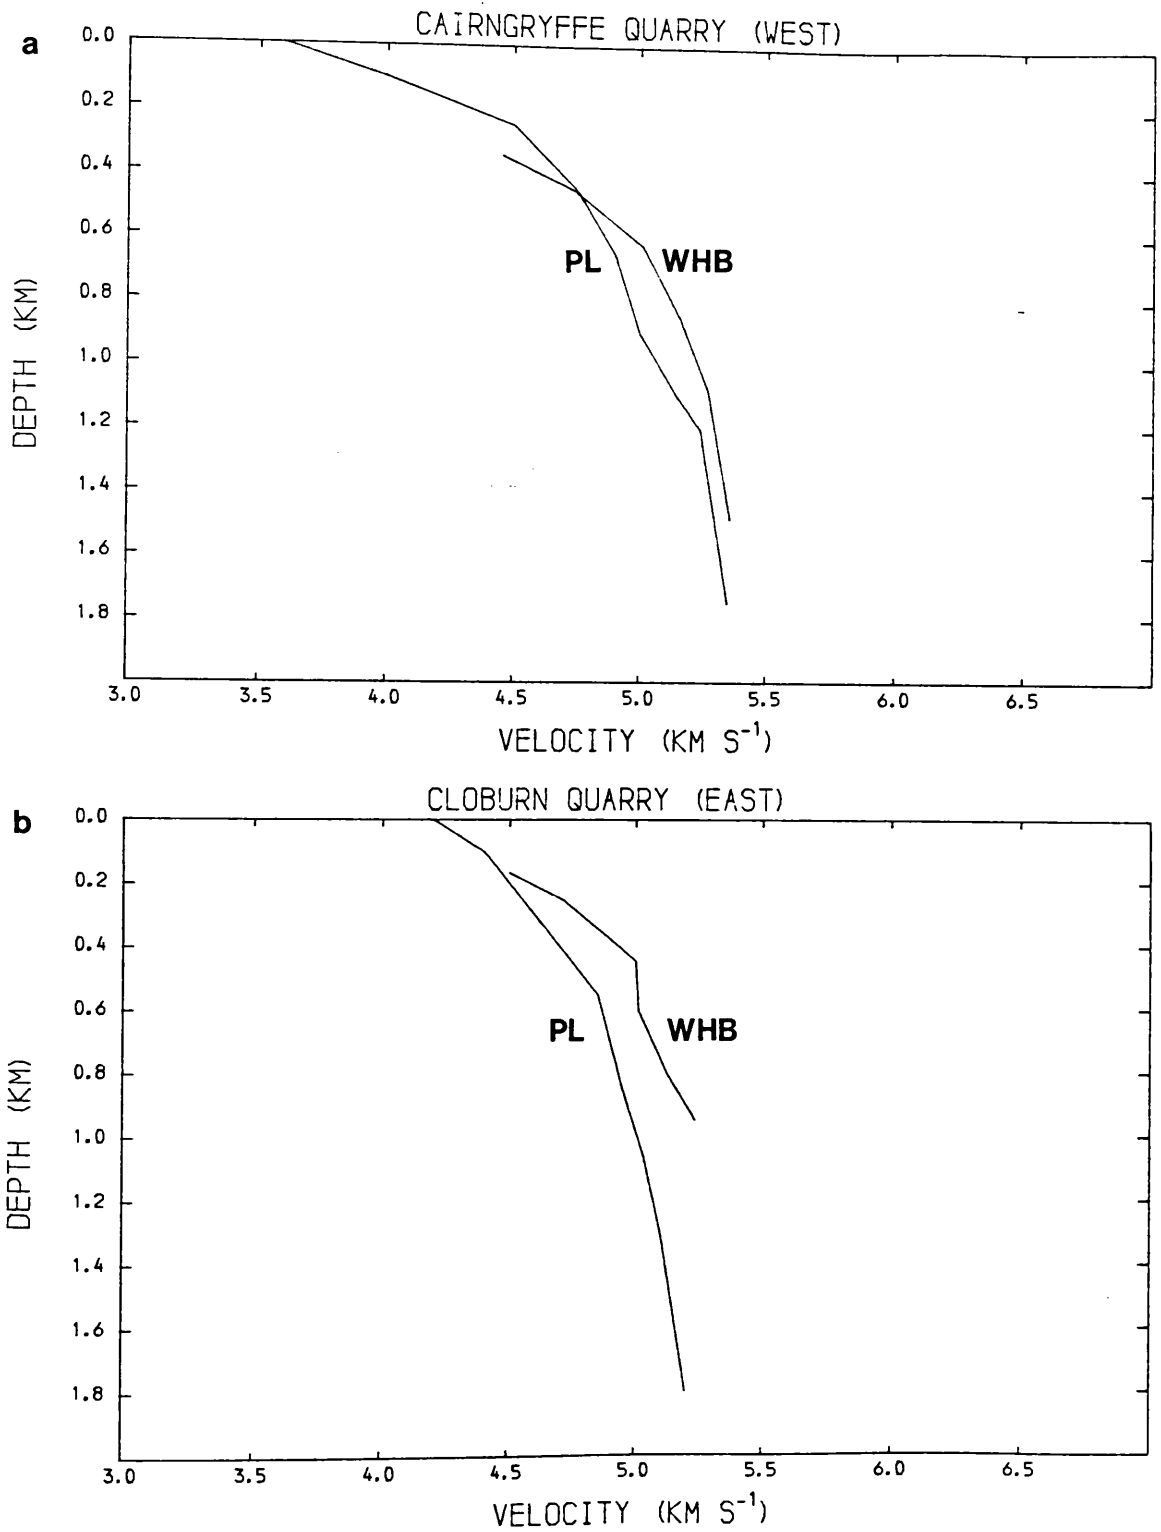 a
CAIRNGRYFFE QUARRY (WEST)
0.0
0.2
0.4
0.6
0.8
1.0
1.2
1.4
1.6
1.8
DEPTH (KM)
PL
WHB
3.0 3.5 4.0 4.5 5.0 5.5 6.0 6.5
VELOCITY (KM S⁻¹)
b
CLOBURN QUARRY (EAST)
0.0
0.2
0.4
0.6
0.8
1.0
1.2
1.4
1.6
1.8
DEPTH (KM)
PL
WHB
3.0 3.5 4.0 4.5 5.0 5.5 6.0 6.5
VELOCITY (KM S⁻¹)